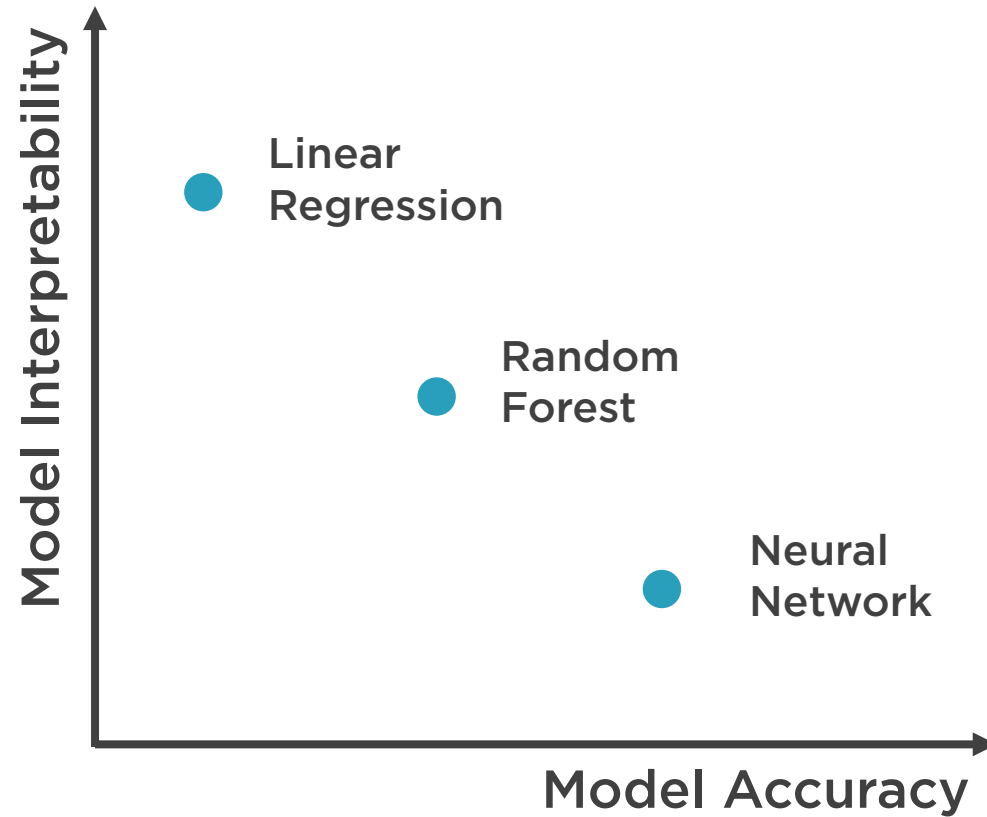 Model Interpretability
Linear
Regression
Random
Forest
Neural
Network
Model Accuracy